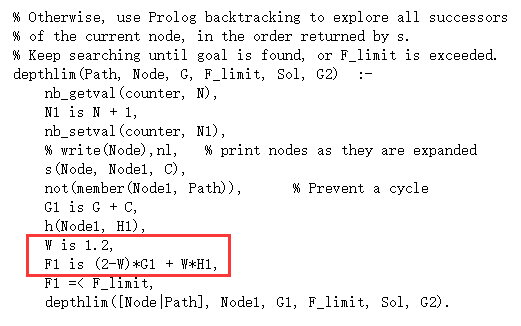 % Otherwise, use Prolog backtracking to explore all successors
% of the current node, in the order returned by s.
% Keep searching until goal is found, or F_limit is exceeded.
depthlim(Path, Node, G, F_limit, Sol, G2)  :-
nb_getval(counter, N),
N1 is N + 1,
nb_setval(counter, N1),
% write(Node),nl,   % print nodes as they are expanded
s(Node, Node1, C),
not(member(Node1, Path)),      % Prevent a cycle
G1 is G + C,
h(Node1, H1),
W is 1.2,
F1 is (2-W)*G1 + W*H1,
F1 =< F_limit,
depthlim([Node|Path], Node1, G1, F_limit, Sol, G2).